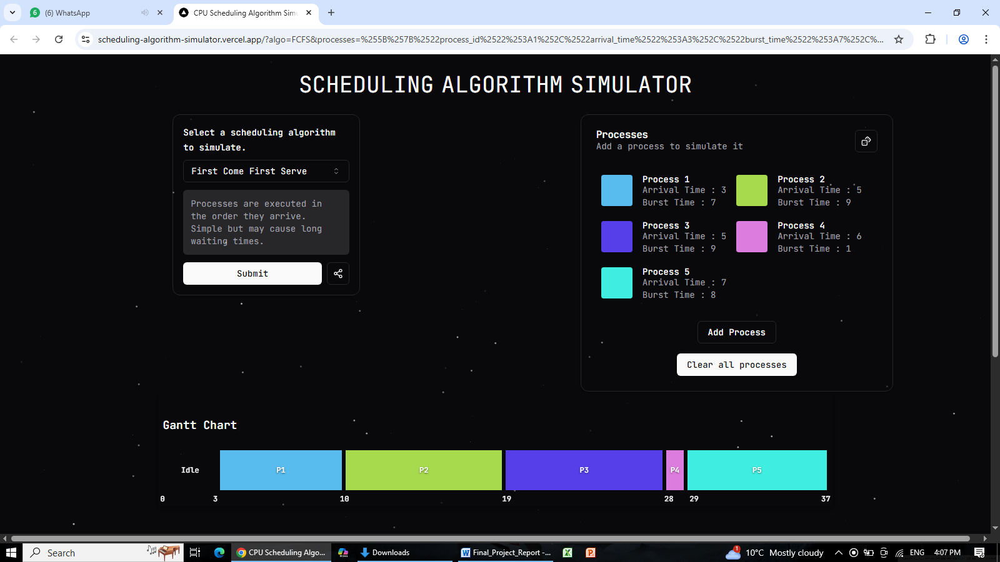 (6) WhatsApp
CPU Scheduling Algorithm Simu
scheduling-algorithm-simulator.vercel.app/?algo=FCFS&processes=%255B%257B%2522process_id%2522%253A1%252C%2522arrival_time%2522%253A3%252C%2522burst_time%2522%253A7%252C%...
SCHEDULING ALGORITHM SIMULATOR
Select a scheduling algorithm
to simulate.
First Come First Serve
Processes are executed in
the order they arrive.
Simple but may cause long
waiting times.
Submit
Processes
Add a process to simulate it
Process 1
Arrival Time : 3
Burst Time : 7
Process 2
Arrival Time : 5
Burst Time : 9
Process 3
Arrival Time : 5
Burst Time : 9
Process 4
Arrival Time : 6
Burst Time : 1
Process 5
Arrival Time : 7
Burst Time : 8
Add Process
Clear all processes
Gantt Chart
Idle P1 P2 P3 P4 P5
0 3 10 19 28 29 37
Search
CPU Scheduling Algo...
Downloads
Final_Project_Report -...
1
10°C Mostly cloudy
ENG
4:07 PM